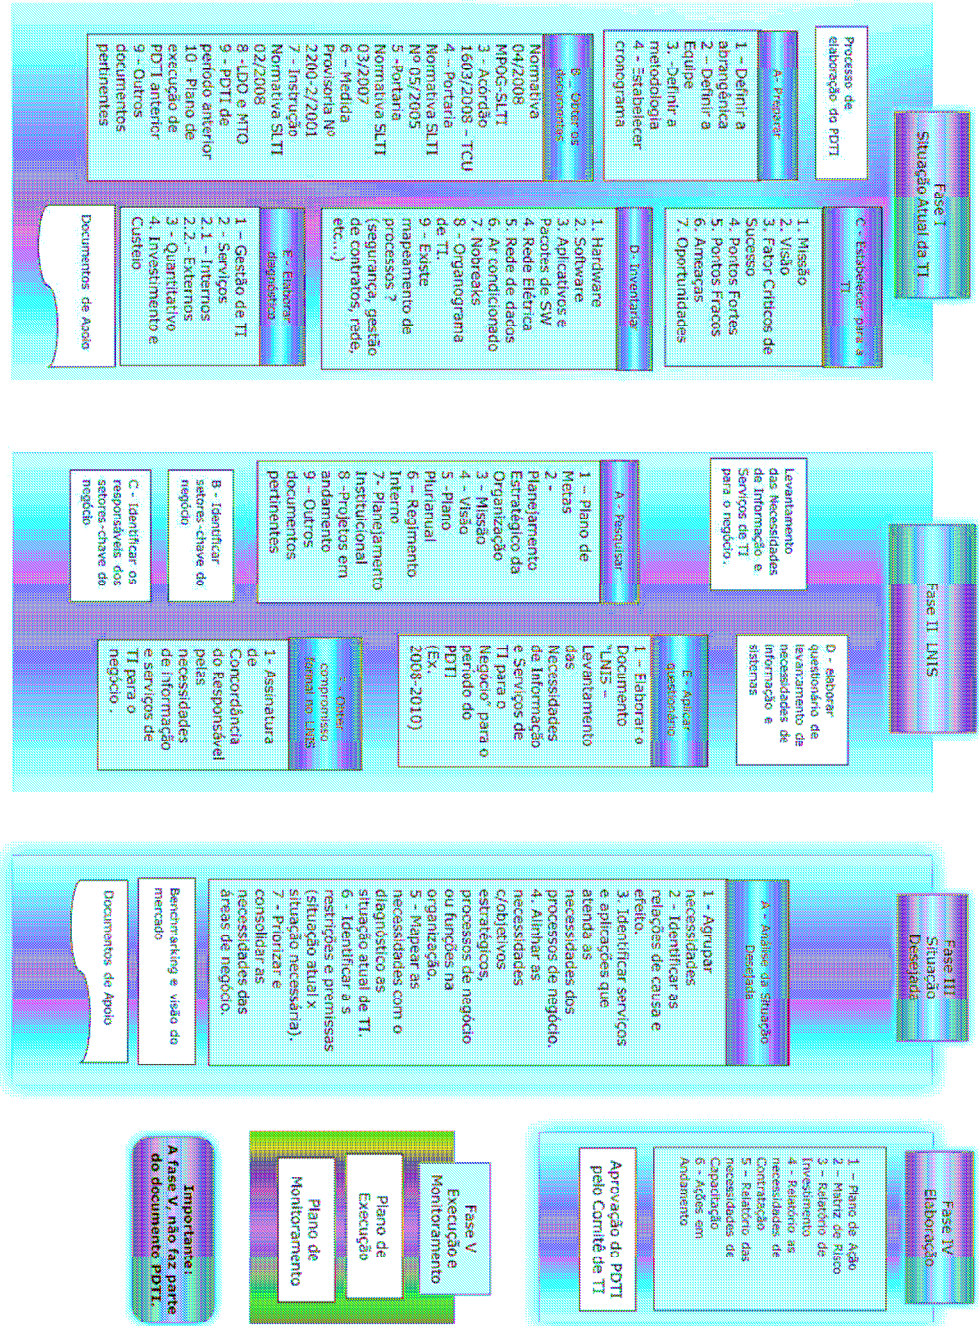 Fase I
Situação Atual da TI
Processo de
elaboração do PDTI
A- Preparar
1 – Definir a
abrangênica
2 – Definir a
Equipe
3 -Definir a
metodologia
4 – Estabelecer
cronograma
B – Obter os
documentos
Normativa
04/2008
MPOG-SLTI
3 - Acórdão
1603/2008 – TCU
4 – Portaria
Normativa SLTI
Nº 05/2005
5 -Portaria
Normativa SLTI
03/2007
6 – Medida
Provisoria Nº
2200-2/2001
7 - Instrução
Normativa SLTI
02/2008
8 -LDO e MTO
9 - PDTI de
período anterior
10 - Plano de
execução de
PDTI anterior
9 - Outros
documentos
pertinentes
C - Estabelecer para a
TI
1. Missão
2. Visão
3. Fator Críticos de
Sucesso
4. Pontos Fortes
5. Pontos Fracos
6. Ameaças
7. Oportunidades
D- Inventariar
1. Hardware
2. Software
3. Aplicativos e
Pacotes de SW
4 Rede Elétrica
5. Rede de dados
6. Ar condicionado
7. Nobreaks
8 - Organograma
de TI.
9 - Existe
mapeamento de
processos ?
(segurança, gestão
de contratos, rede,
etc...)
E – Elaborar
diagnóstico
1 – Gestão de TI
2 – Serviços
2.1 – Internos
2.2.- Externos
3 - Quantitativo
4. Investimento e
Custeio
Documentos de Apoio
Fase II LNIS
Levantamento
das Necessidades
de Informação e
Serviços de TI
para o negócio.
A - Pesquisar
1 – Plano de
Metas
2 -
Planejamento
Estratégico da
Organização
3 – Missão
4 - Visão
5 -Plano
Plurianual
6 – Regimento
Interno
7- Planejamento
Instituicional
8 -Projetos em
andamento
9 – Outros
documentos
pertinentes
B - Identificar
setores-chave do
negócio
C - Identificar os
responsáveis dos
setores-chave do
negócio
D - elaborar
questionário de
levantamento de
necessidades de
informação e
sistemas
E - Aplicar
questionário
1 – Elaborar o
Documento
"LNIS –
Levantamento
das
Necessidades
de Informação
e Serviços de
TI para o
Negócio" para o
período do
PDTI
(Ex.
2008-2010)
compromisso
formal no LNIS
1- Assinatura
de
Concordância
do Responsável
pelas
necessidades
de informação
e serviços de
TI para o
negócio.
Fase III
Situação
Desejada
A - Análise da Situação
Desejada
1- Agrupar
necessidades
2 – Identificar as
relações de causa e
efeito.
3. Identificar serviços
e aplicações que
atenda as
necessidades dos
processos de negócio.
4. Alinhar as
necessidades
c/objetivos
estratégicos,
processos de negócio
ou funções na
organização.
5 - Mapear as
necessidades com o
diagnóstico as
situação atual de TI
6 - Identificar a s
restrições e premissas
(situação atual x
situação necessária).
7- Priorizar e
consolidar as
necessidades das
áreas de negócio.
Benchmarking e visão do
mercado
Documentos de Apoio
Fase IV
Elaboração
1 – Plano de Ação
2 – Matriz de Risco
3 - Relatório de
Investimento
4 - Relatório as
necessidades de
Contratação
5 – Relatório das
necessidades de
Capacitação
6 - Ações em
Andamento
Aprovação do PDTI
pelo Comitê de TI
Fase V
Execução e
Monitoramento
Plano de
Execução
Plano de
Monitoramento
Importante:
A fase V, não faz parte
do documento PDTI.